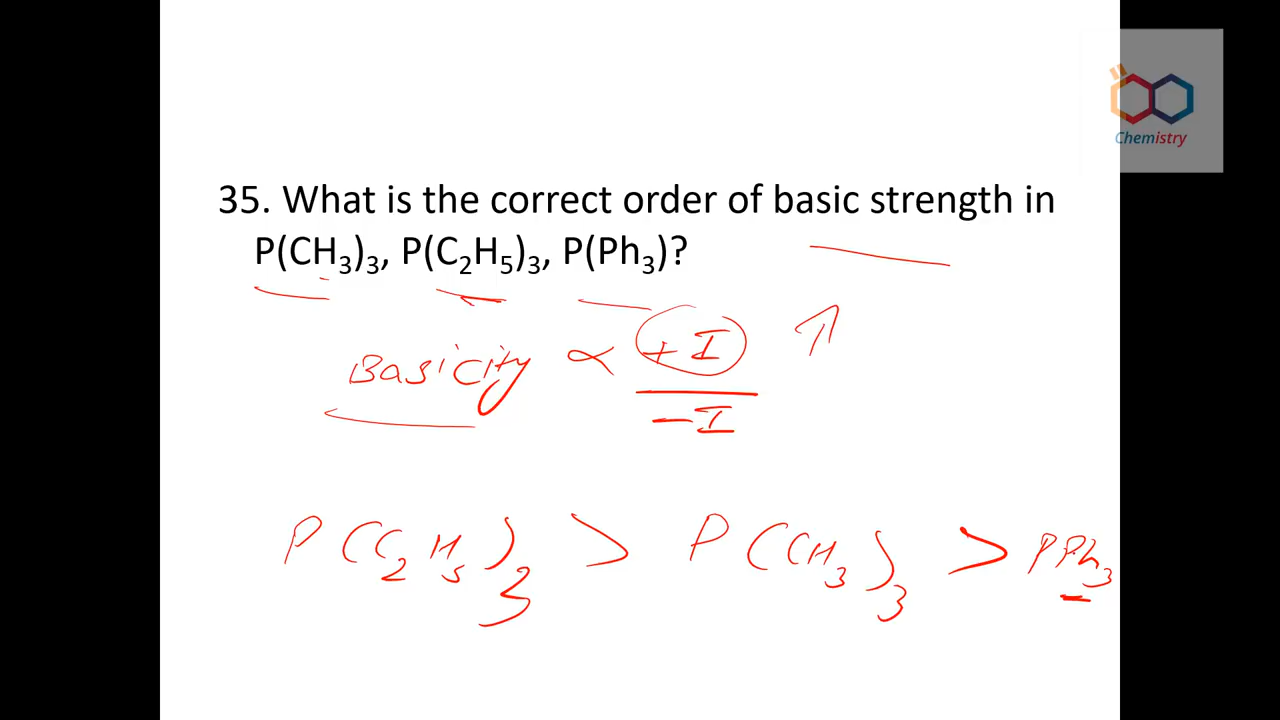 Chemistry
35. What is the correct order of basic strength in
P(CH₃)₃, P(C₂H₅)₃, P(Ph₃)?
Basicity ∝ +I / -I ↑
P(C₂H₅)₃ > P(CH₃)₃ > PPh₃